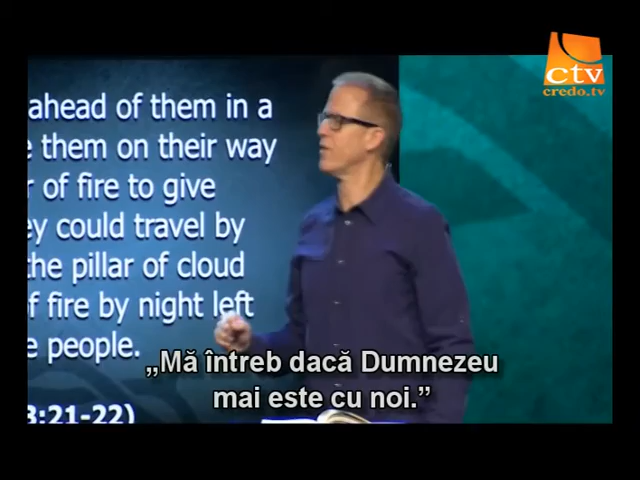 ctv
credo.tv
ahead of them in a
them on their way
of fire to give
could travel by
the pillar of cloud
of fire by night left
people.
3:21-22)
„Mă întreb dacă Dumnezeu
mai este cu noi.”